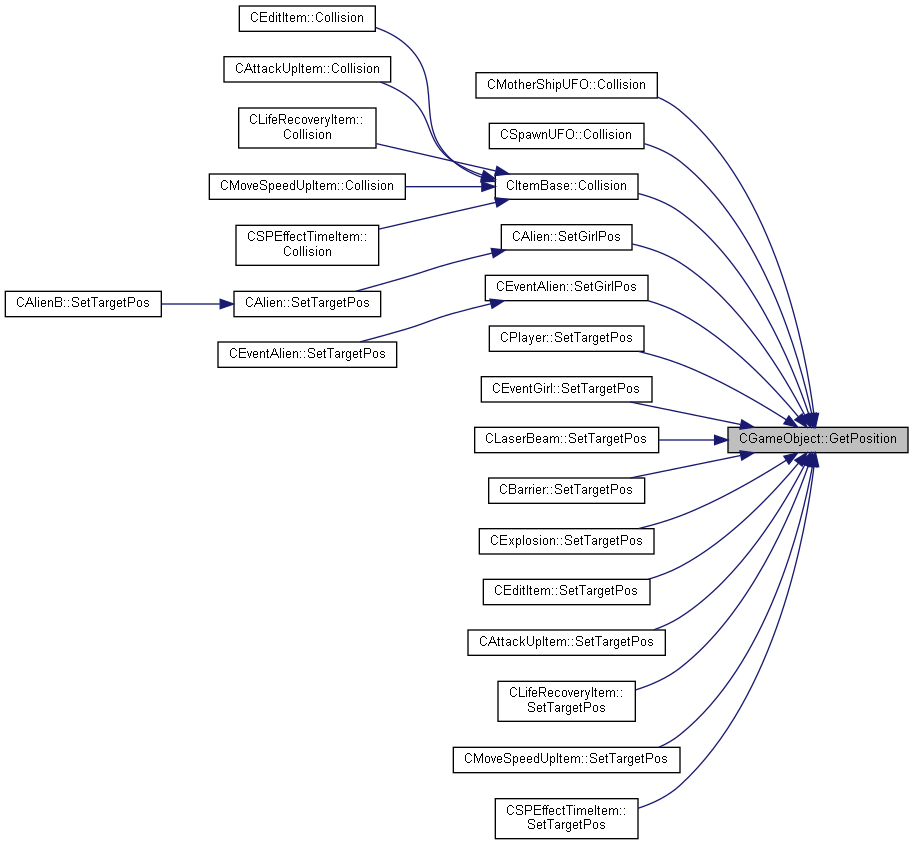 CEditItem::Collision
CAttackUpItem::Collision
CLifeRecoveryItem::
Collision
CMoveSpeedUpItem::Collision
CSPEffectTimeItem::
Collision
CAlienB::SetTargetPos
CAlien::SetTargetPos
CEventAlien::SetTargetPos
CMotherShipUFO::Collision
CSpawnUFO::Collision
CItemBase::Collision
CAlien::SetGirlPos
CEventAlien::SetGirlPos
CPlayer::SetTargetPos
CEventGirl::SetTargetPos
CLaserBeam::SetTargetPos
CBarrier::SetTargetPos
CExplosion::SetTargetPos
CEditItem::SetTargetPos
CAttackUpItem::SetTargetPos
CLifeRecoveryItem::
SetTargetPos
CMoveSpeedUpItem::SetTargetPos
CSPEffectTimeItem::
SetTargetPos
CGameObject::GetPosition